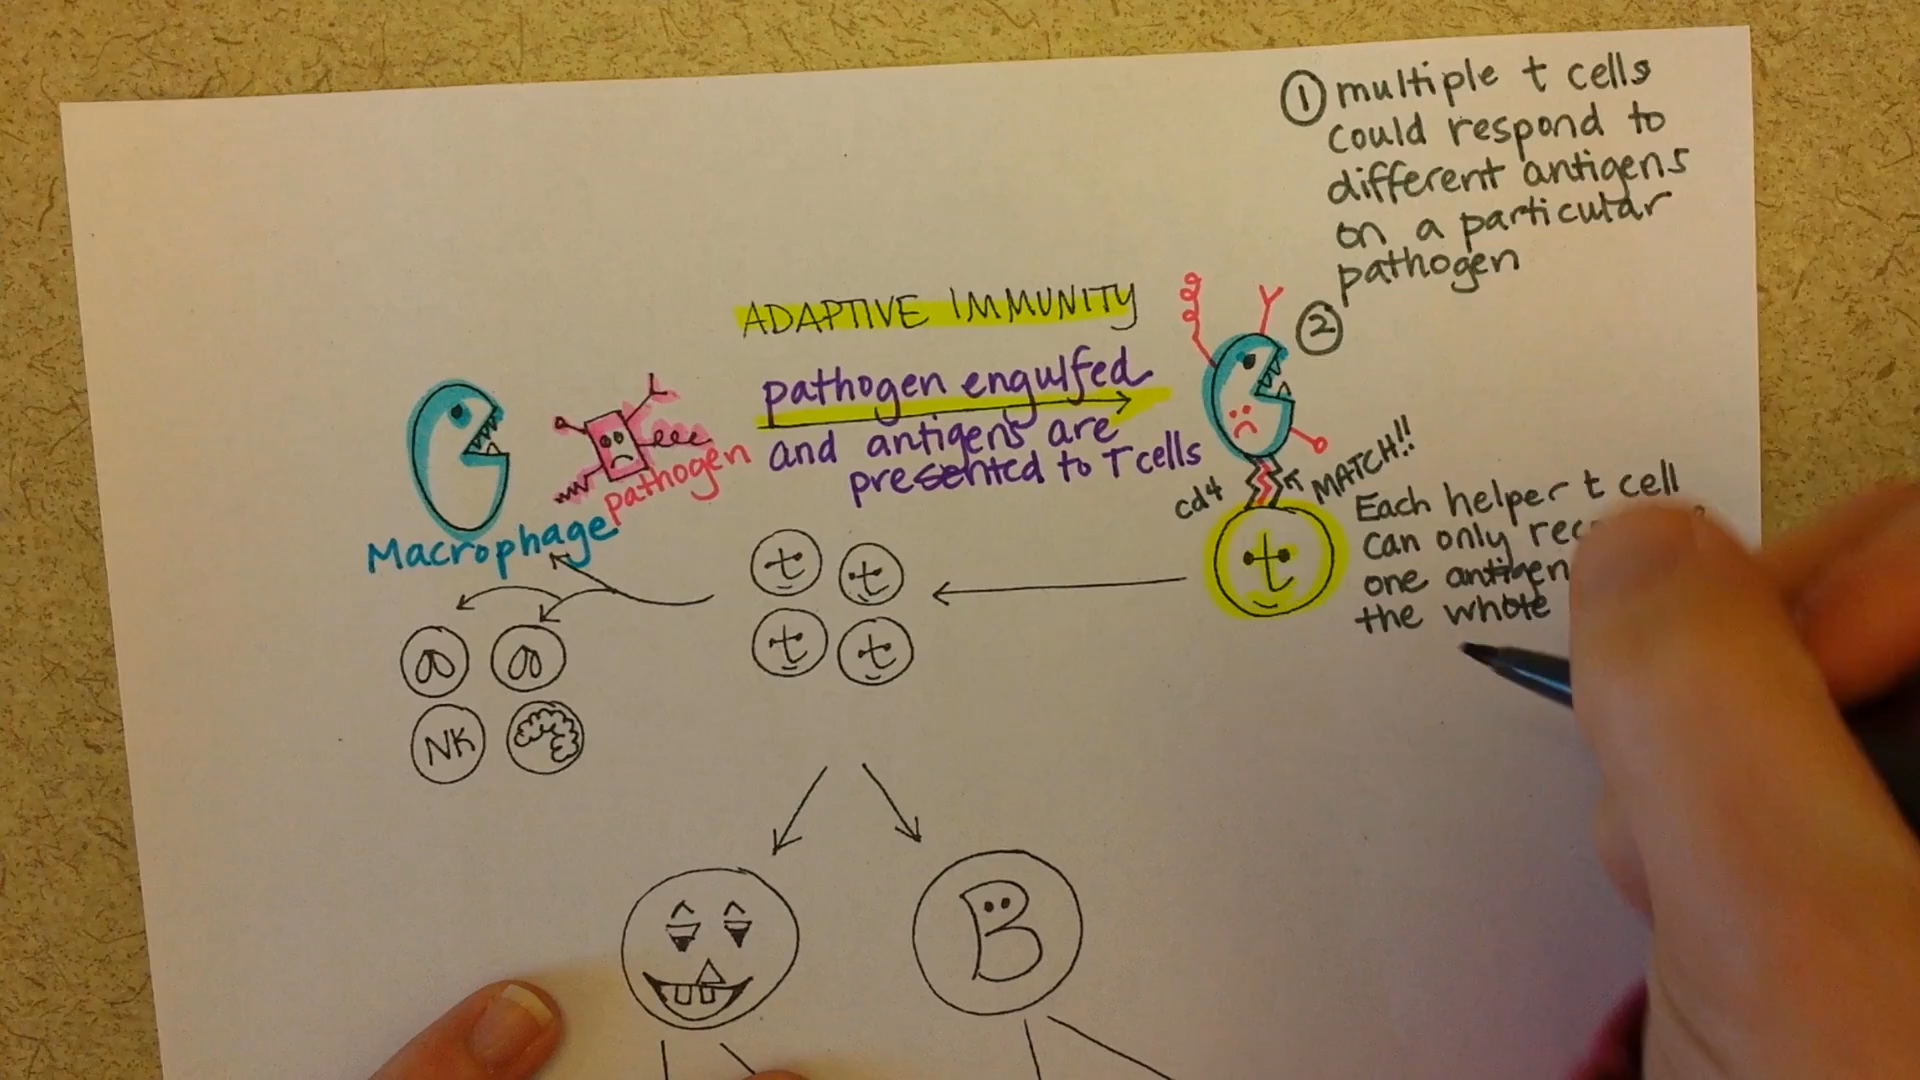 ① multiple t cells
could respond to
different antigens
on a particular
pathogen
②
ADAPTIVE IMMUNITY
pathogen engulfed
and antigens are
presented to T cells
pathogen
Macrophage
cd4
MATCH!!
Each helper t cell
can only
one antigen
the whole
t
t
t
t
t
NK
B